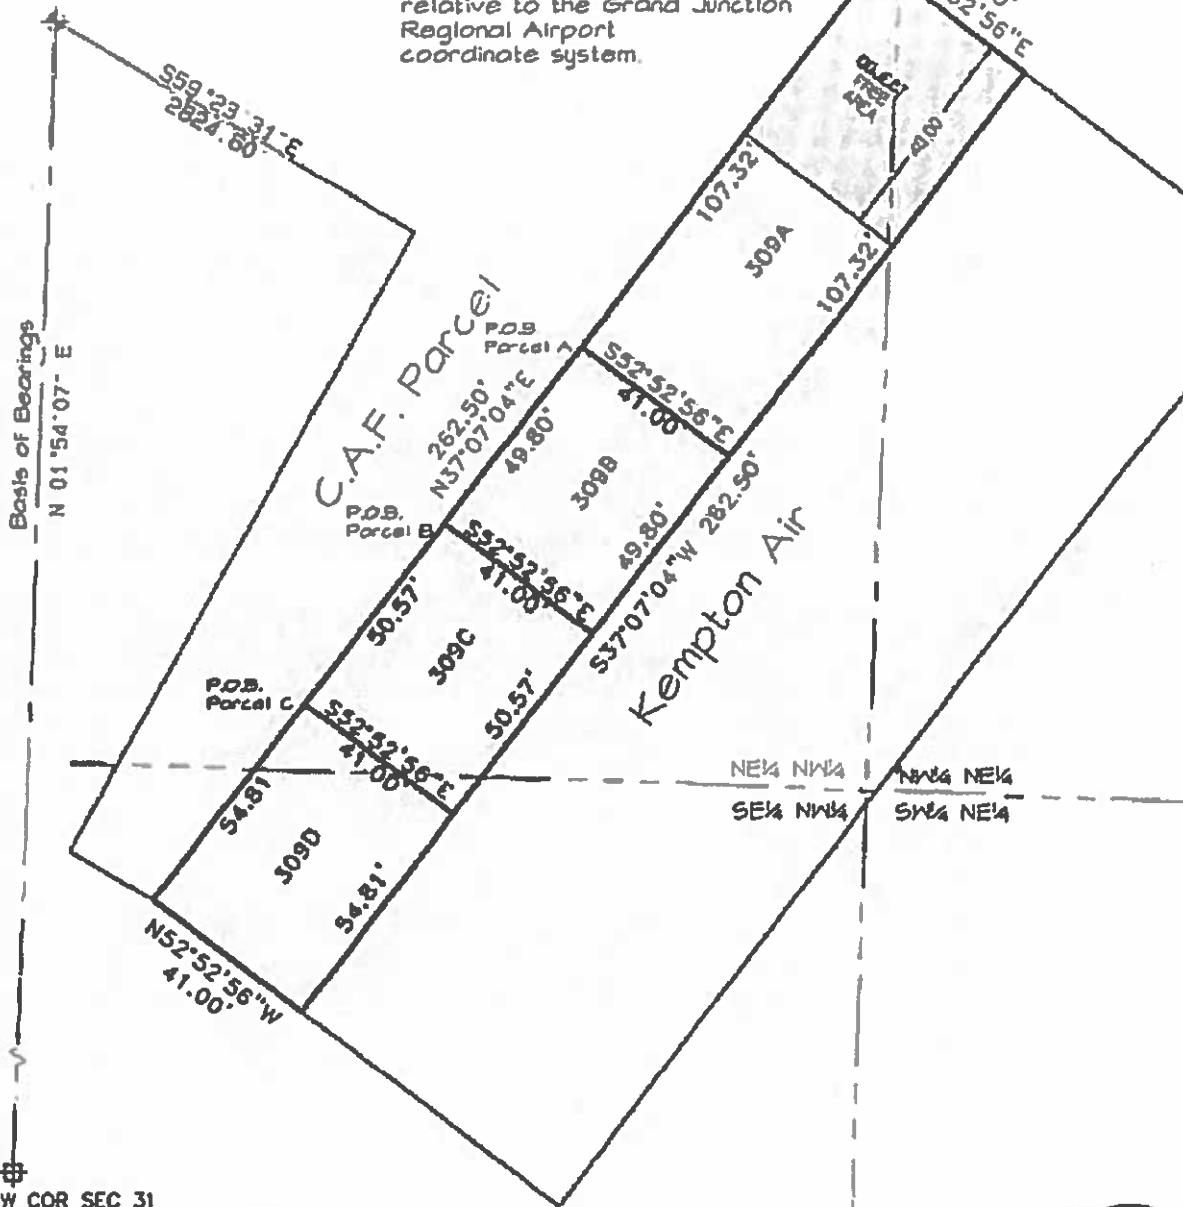 relative to the Grand Junction
Regional Airport
coordinate system.
52'56"E
S59°23'31"E
2824.60
40.00
107.32'
309A
107.32'
Basis of Bearings
N 01°54'07" E
C.A.F. Parcel
P.O.B.
Parcel A
S52°52'56"E
41.00'
262.50'
N37°07'04"E
49.80'
309B
49.80'
S37°07'04"W 262.50'
Kempton Air
P.O.B.
Parcel B
S52°52'56"E
41.00'
50.57'
309C
50.57'
P.O.B.
Parcel C
S52°52'56"E
41.00'
54.81'
309D
54.81'
N52°52'56"W
41.00'
NE¼ NW¼
NW¼ NE¼
SE¼ NW¼
SW¼ NE¼
W COR SEC 31